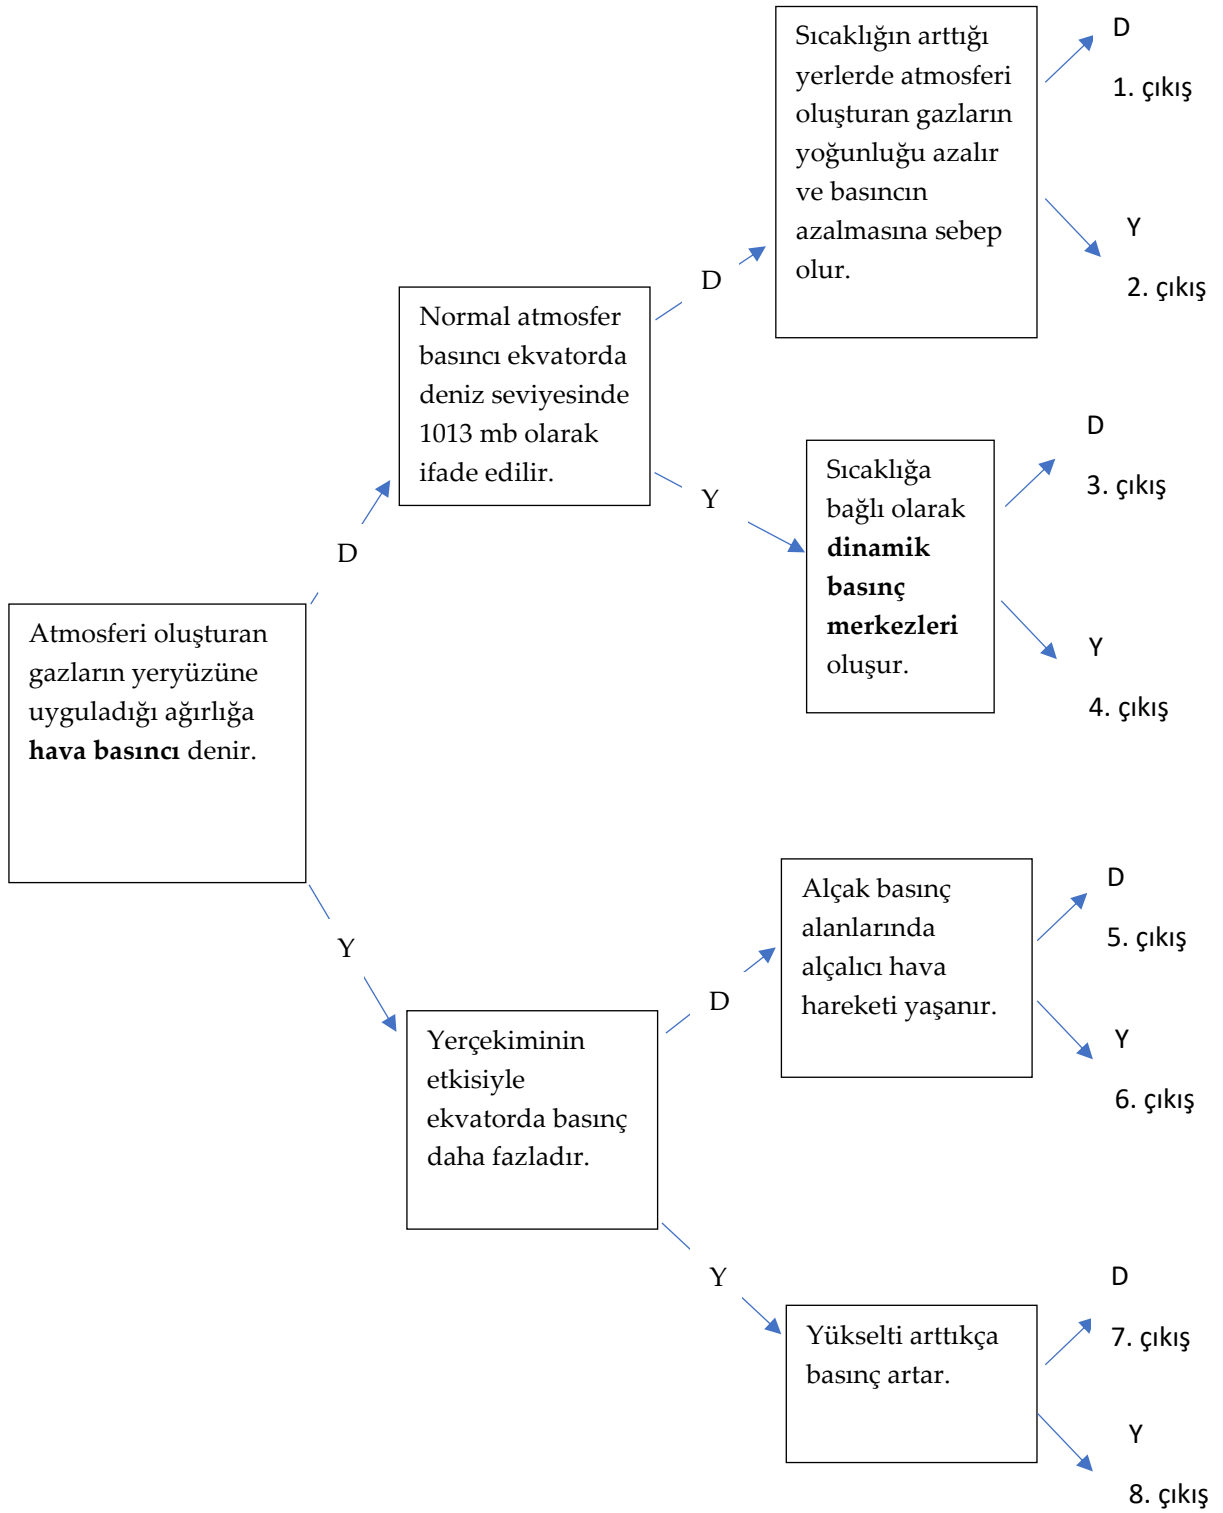 Sıcaklığın arttığı
yerlerde atmosferi
oluşturan gazların
yoğunluğu azalır
ve basıncın
azalmasına sebep
olur.
D
1. çıkış
Y
2. çıkış
D
Normal atmosfer
basıncı ekvatorda
deniz seviyesinde
1013 mb olarak
ifade edilir.
Y
Sıcaklığa
bağlı olarak
dinamik
basınç
merkezleri
oluşur.
D
3. çıkış
Y
4. çıkış
D
Atmosferi oluşturan
gazların yeryüzüne
uyguladığı ağırlığa
hava basıncı denir.
Y
Alçak basınç
alanlarında
alçalıcı hava
hareketi yaşanır.
D
5. çıkış
Y
6. çıkış
D
Yerçekiminin
etkisiyle
ekvatorda basınç
daha fazladır.
Y
Yükselti arttıkça
basınç artar.
D
7. çıkış
Y
8. çıkış